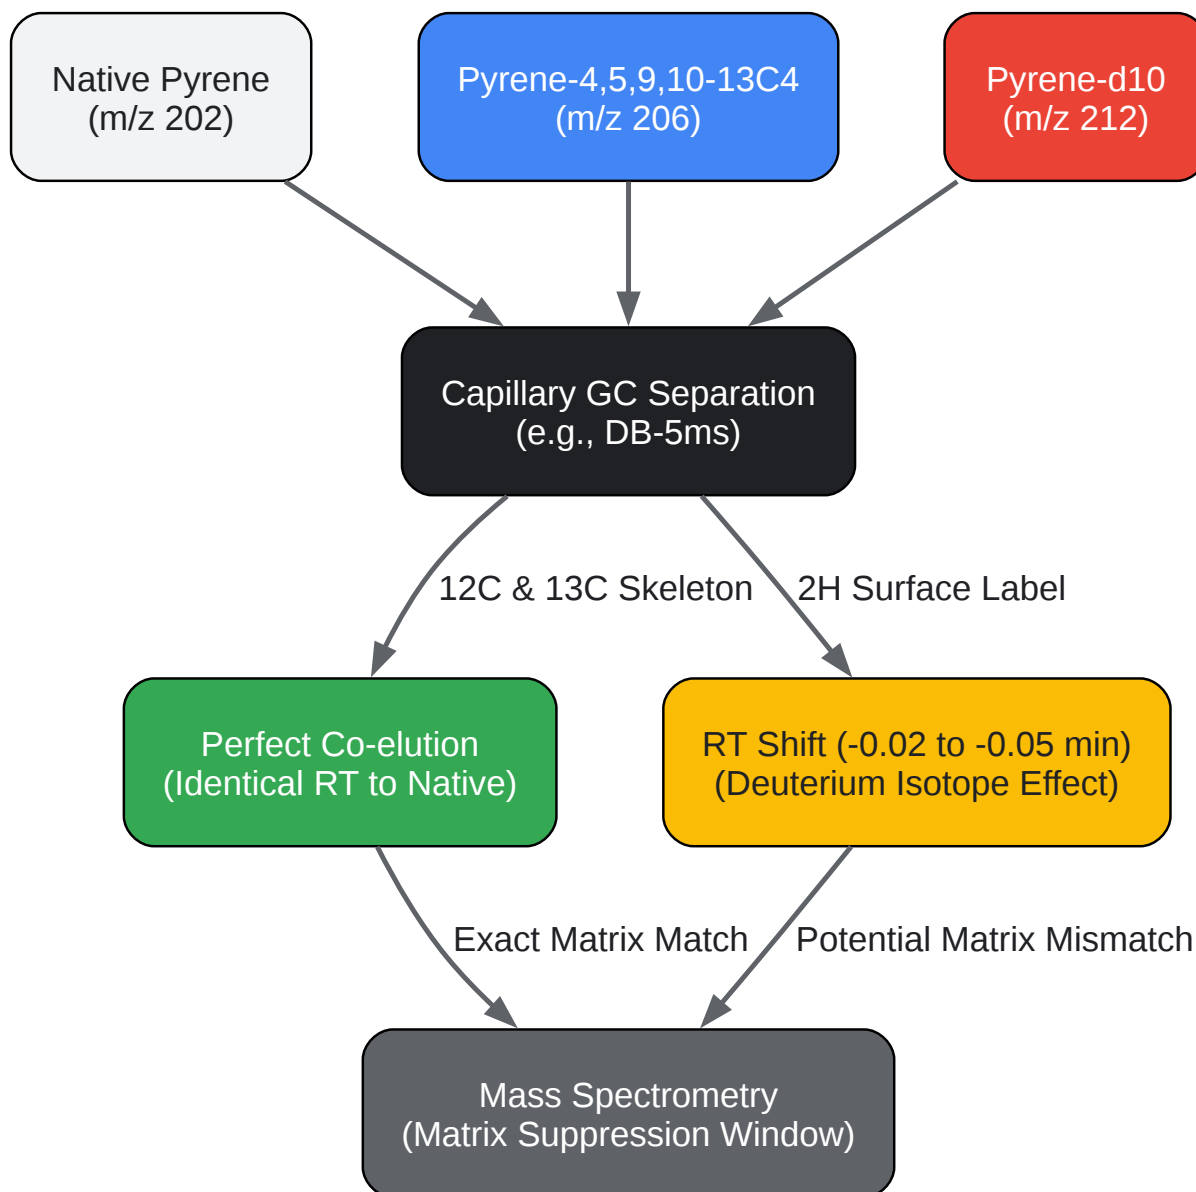 Native Pyrene
(m/z 202)
Pyrene-4,5,9,10-13C4
(m/z 206)
Pyrene-d10
(m/z 212)
Capillary GC Separation
(e.g., DB-5ms)
12C & 13C Skeleton
2H Surface Label
Perfect Co-elution
(Identical RT to Native)
RT Shift (-0.02 to -0.05 min)
(Deuterium Isotope Effect)
Exact Matrix Match
Potential Matrix Mismatch
Mass Spectrometry
(Matrix Suppression Window)